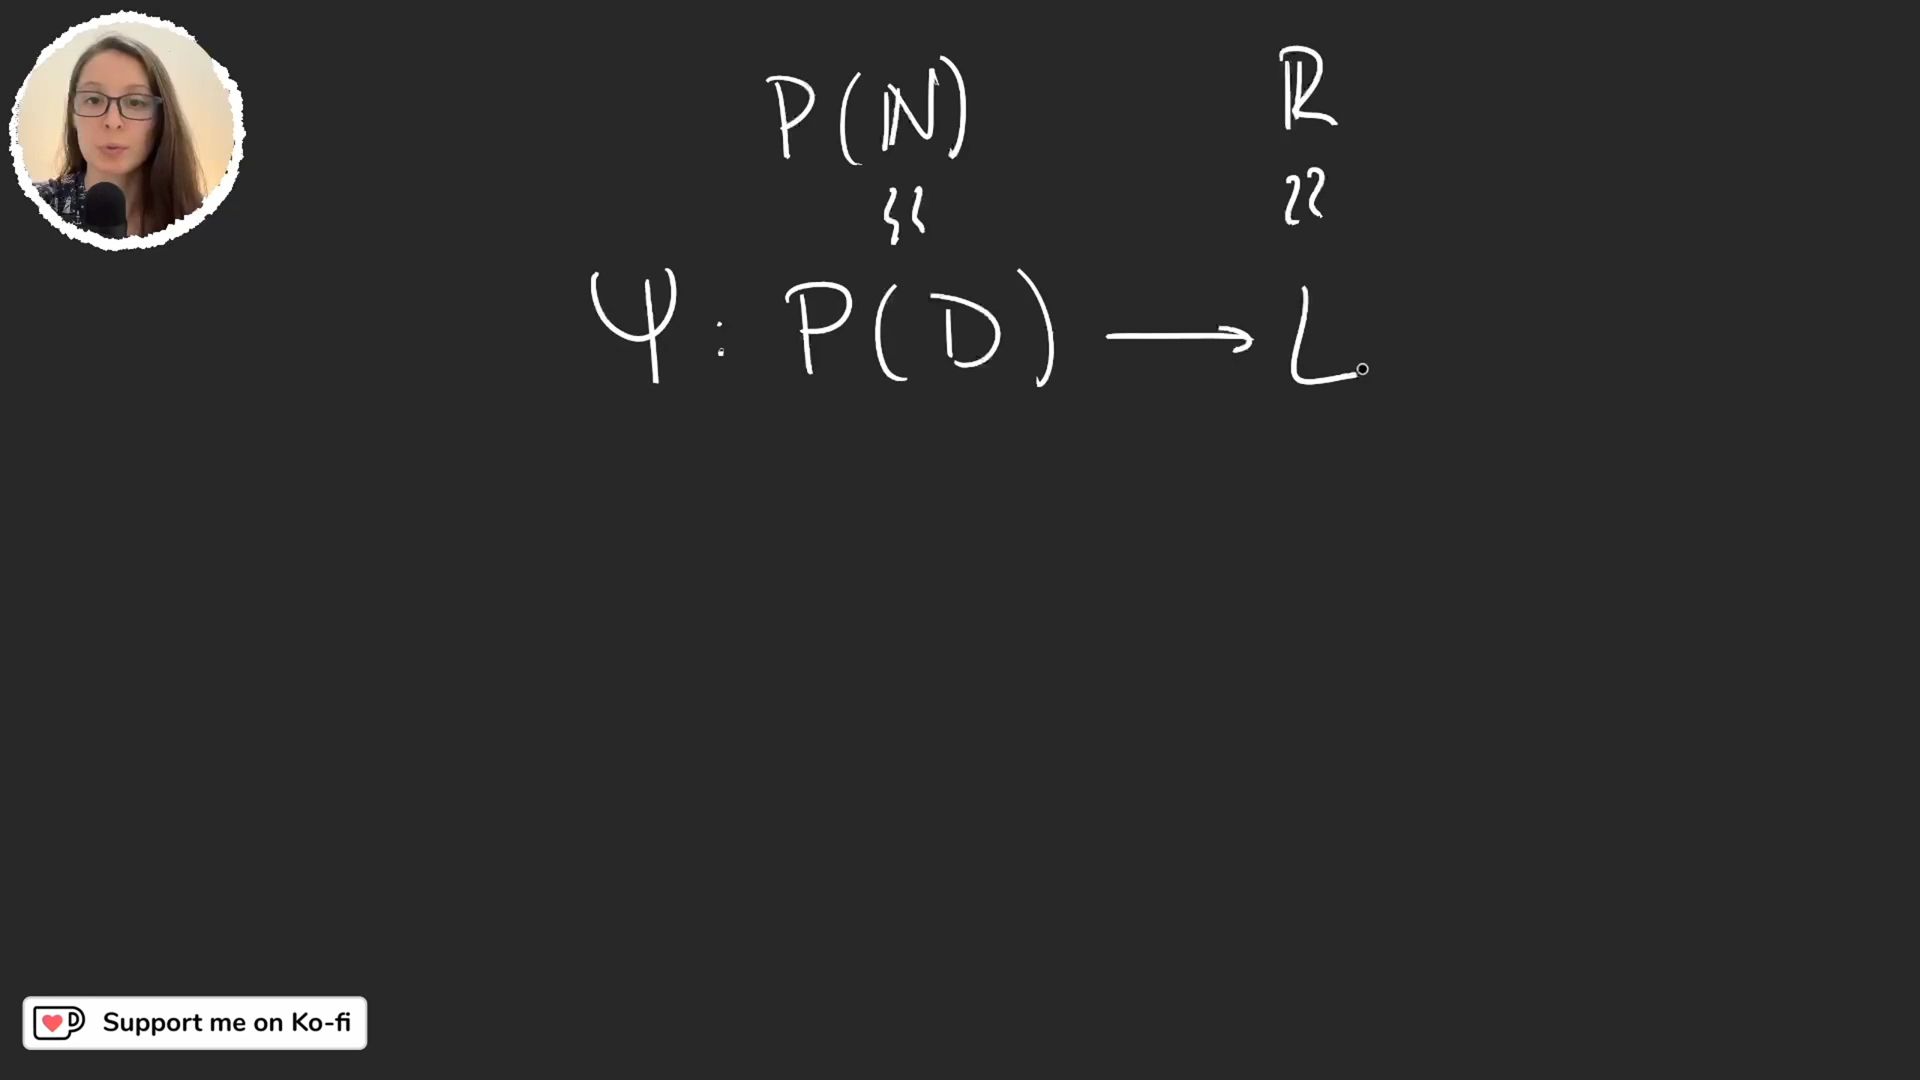 P(ℕ) ℝ
≀≀ ≀≀
Ψ : P(D) ⟶ L
Support me on Ko-fi